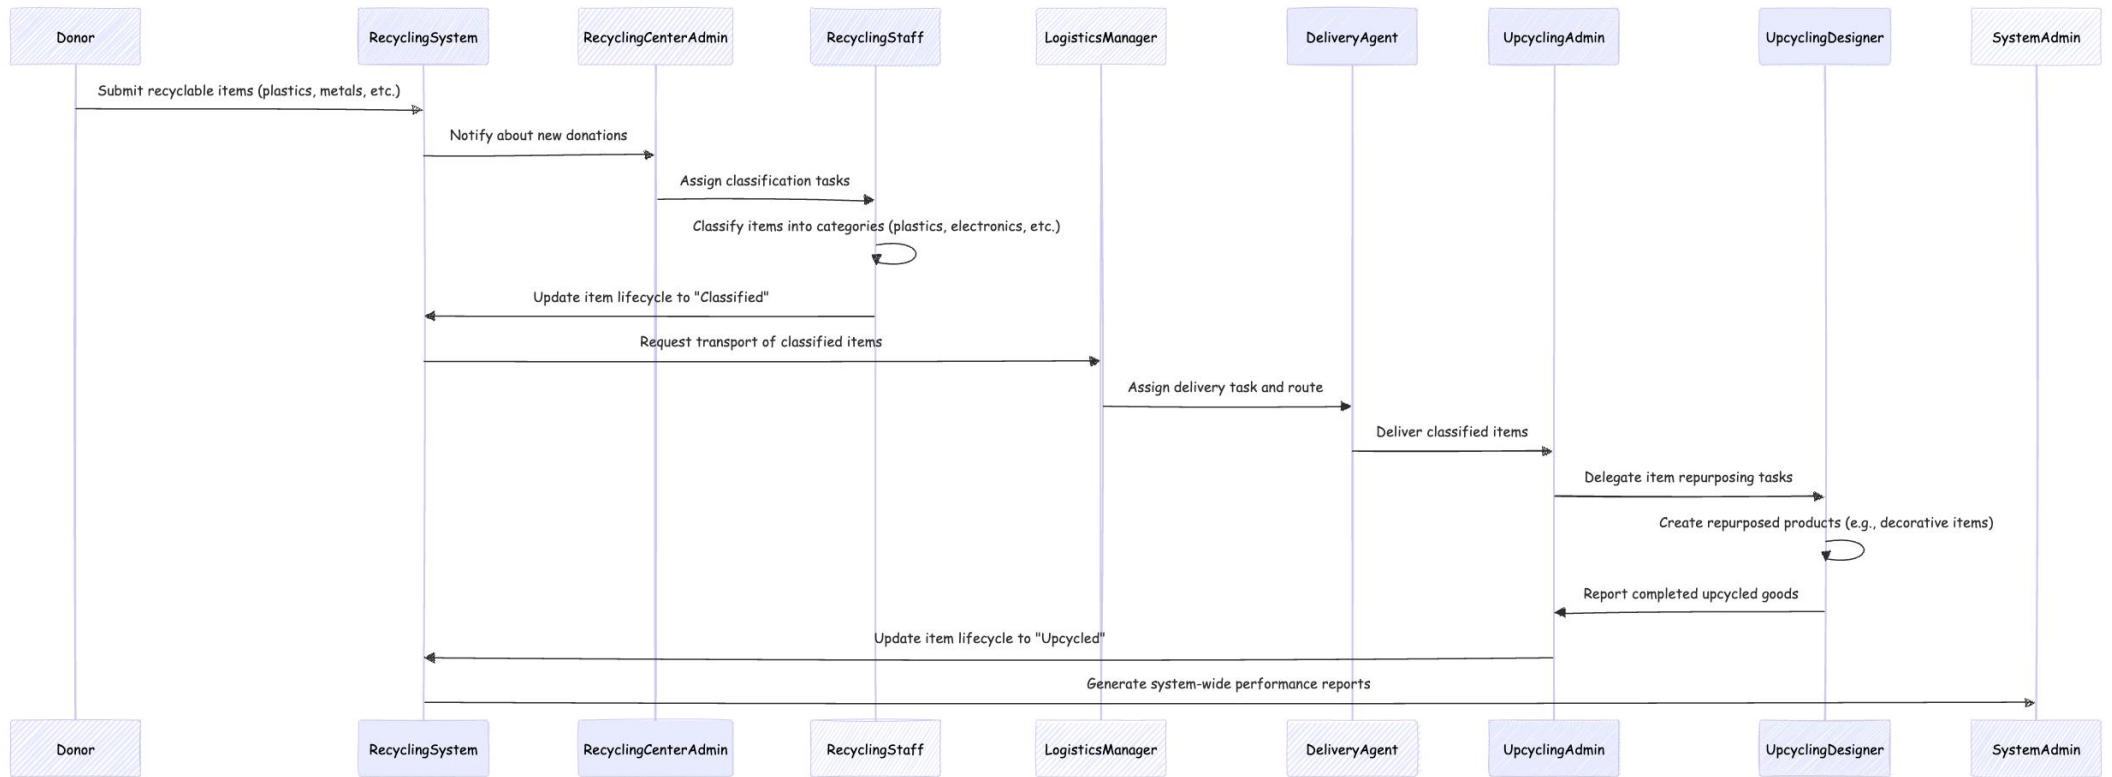 Donor
RecyclingSystem
RecyclingCenterAdmin
RecyclingStaff
LogisticsManager
DeliveryAgent
UpcyclingAdmin
UpcyclingDesigner
SystemAdmin
Submit recyclable items (plastics, metals, etc.)
Notify about new donations
Assign classification tasks
Classify items into categories (plastics, electronics, etc.)
Update item lifecycle to "Classified"
Request transport of classified items
Assign delivery task and route
Deliver classified items
Delegate item repurposing tasks
Create repurposed products (e.g., decorative items)
Report completed upcycled goods
Update item lifecycle to "Upcycled"
Generate system-wide performance reports
Donor
RecyclingSystem
RecyclingCenterAdmin
RecyclingStaff
LogisticsManager
DeliveryAgent
UpcyclingAdmin
UpcyclingDesigner
SystemAdmin